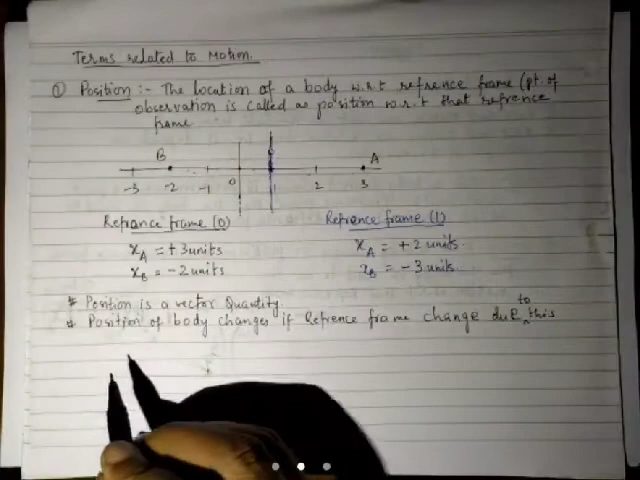 Terms related to Motion.
① Position :- The location of a body w.r.t refrence frame (pt. of
observation is called as position w.r.t that refrence
frame
B A
-3 -2 -1 0 1 2 3
Refrance frame (0) Refrence frame (1)
xA = +3 units xA = +2 units
xB = -2 units xB = -3 units
* Position is a vector Quantity.
* Position of body changes if Refrence frame change due to this